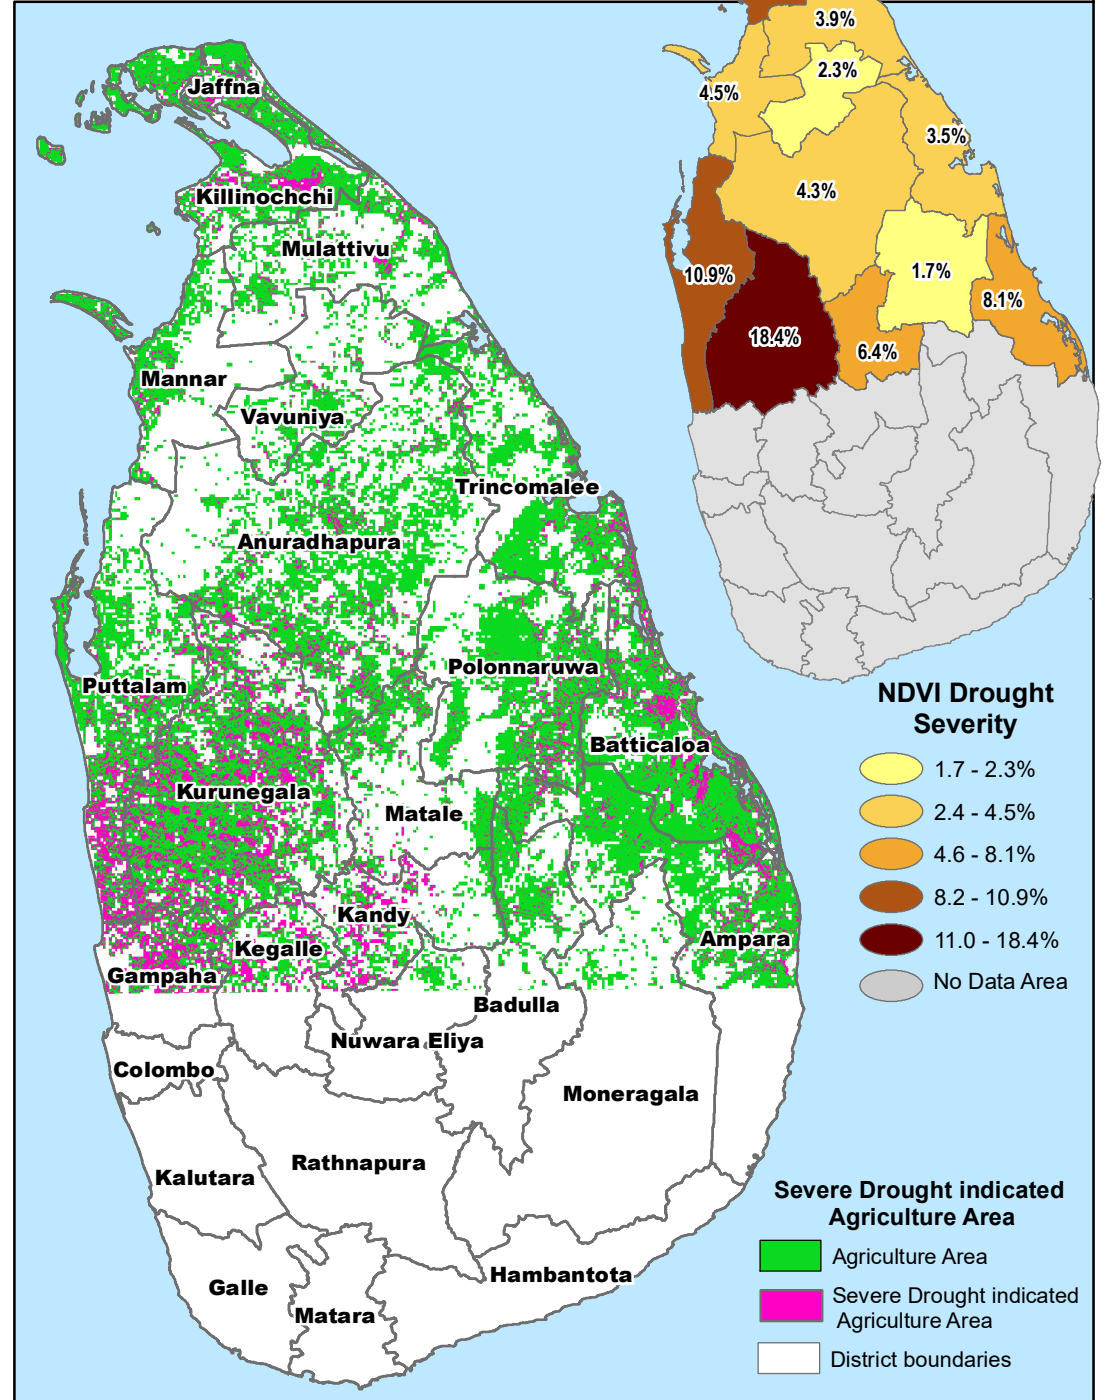 3.9%
2.3%
4.5%
3.5%
4.3%
10.9%
1.7%
8.1%
18.4%
6.4%
Jaffna
Killinochchi
Mulattivu
Mannar
Vavuniya
Trincomalee
Anuradhapura
Polonnaruwa
Puttalam
Batticaloa
Kurunegala
Matale
Kandy
Kegalle
Ampara
Gampaha
Badulla
Nuwara Eliya
Colombo
Moneragala
Rathnapura
Kalutara
Hambantota
Galle
Matara
NDVI Drought
Severity
1.7 - 2.3%
2.4 - 4.5%
4.6 - 8.1%
8.2 - 10.9%
11.0 - 18.4%
No Data Area
Severe Drought indicated
Agriculture Area
Agriculture Area
Severe Drought indicated
Agriculture Area
District boundaries